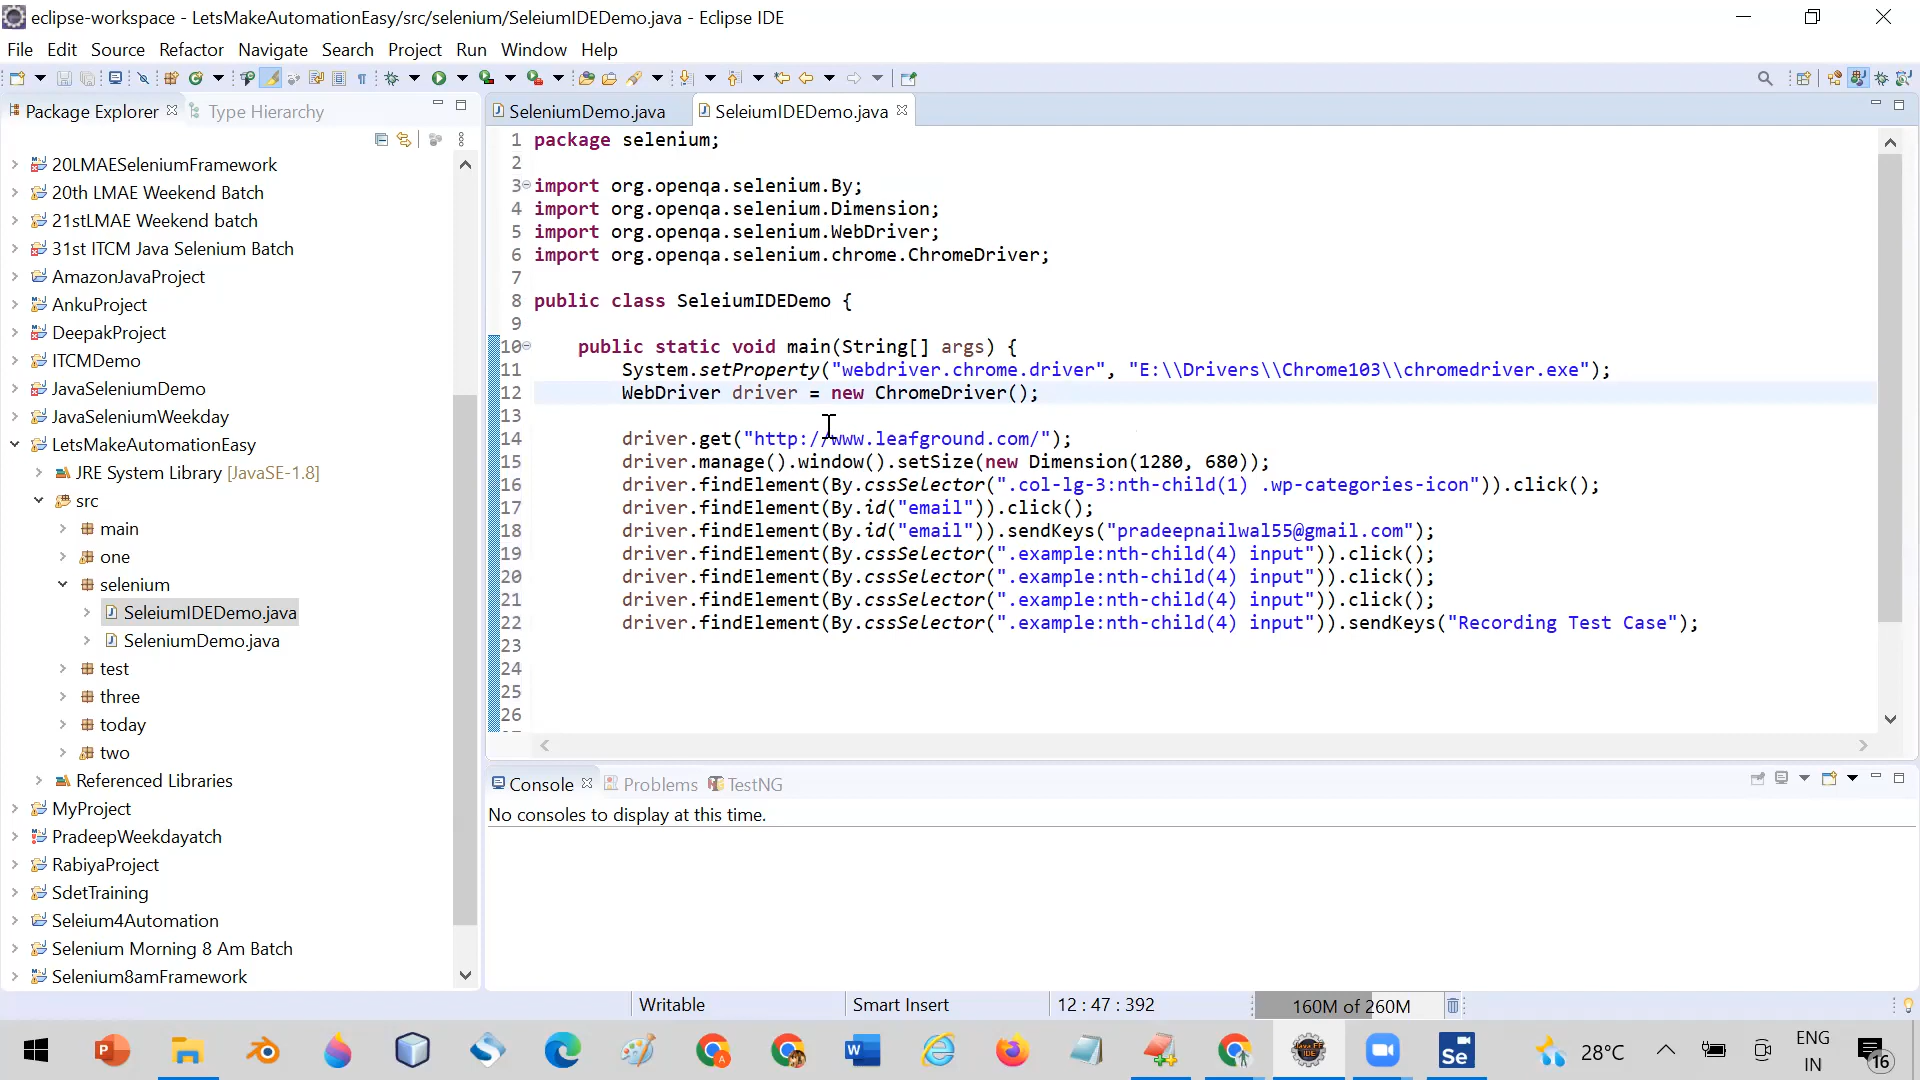 eclipse-workspace - LetsMakeAutomationEasy/src/selenium/SeleiumIDEDemo.java - Eclipse IDE
File Edit Source Refactor Navigate Search Project Run Window Help
Package Explorer Type Hierarchy
20LMAESeleniumFramework
20th LMAE Weekend Batch
21stLMAE Weekend batch
31st ITCM Java Selenium Batch
AmazonJavaProject
AnkuProject
DeepakProject
ITCMDemo
JavaSeleniumDemo
JavaSeleniumWeekday
LetsMakeAutomationEasy
JRE System Library [JavaSE-1.8]
src
main
one
selenium
SeleiumIDEDemo.java
SeleniumDemo.java
test
three
today
two
Referenced Libraries
MyProject
PradeepWeekdayatch
RabiyaProject
SdetTraining
Seleium4Automation
Selenium Morning 8 Am Batch
Selenium8amFramework
SeleniumDemo.java SeleiumIDEDemo.java
1 package selenium;
2
3 import org.openqa.selenium.By;
4 import org.openqa.selenium.Dimension;
5 import org.openqa.selenium.WebDriver;
6 import org.openqa.selenium.chrome.ChromeDriver;
7
8 public class SeleiumIDEDemo {
9
10 public static void main(String[] args) {
11 System.setProperty("webdriver.chrome.driver", "E:\\Drivers\\Chrome103\\chromedriver.exe");
12 WebDriver driver = new ChromeDriver();
13
14 driver.get("http://www.leafground.com/");
15 driver.manage().window().setSize(new Dimension(1280, 680));
16 driver.findElement(By.cssSelector(".col-lg-3:nth-child(1) .wp-categories-icon")).click();
17 driver.findElement(By.id("email")).click();
18 driver.findElement(By.id("email")).sendKeys("pradeepnailwal55@gmail.com");
19 driver.findElement(By.cssSelector(".example:nth-child(4) input")).click();
20 driver.findElement(By.cssSelector(".example:nth-child(4) input")).click();
21 driver.findElement(By.cssSelector(".example:nth-child(4) input")).click();
22 driver.findElement(By.cssSelector(".example:nth-child(4) input")).sendKeys("Recording Test Case");
23
24
25
26
Console Problems TestNG
No consoles to display at this time.
Writable Smart Insert 12 : 47 : 392 160M of 260M
28°C ENG
IN
16